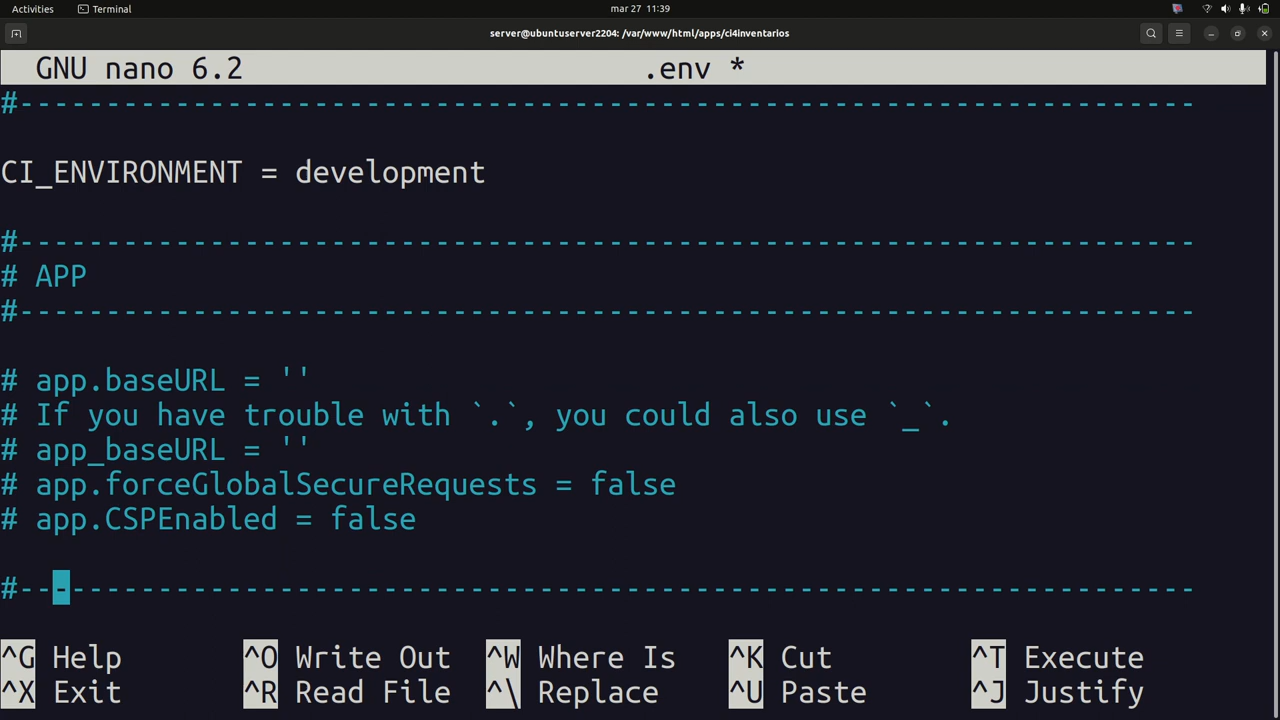 Activities Terminal mar 27 11:39
server@ubuntuserver2204: /var/www/html/apps/ci4inventarios
GNU nano 6.2 .env *
#--------------------------------------------------------------------
CI_ENVIRONMENT = development
#--------------------------------------------------------------------
# APP
#--------------------------------------------------------------------
# app.baseURL = ''
# If you have trouble with `.`, you could also use `_`.
# app_baseURL = ''
# app.forceGlobalSecureRequests = false
# app.CSPEnabled = false
#--------------------------------------------------------------------
^G Help ^O Write Out ^W Where Is ^K Cut ^T Execute
^X Exit ^R Read File ^\ Replace ^U Paste ^J Justify